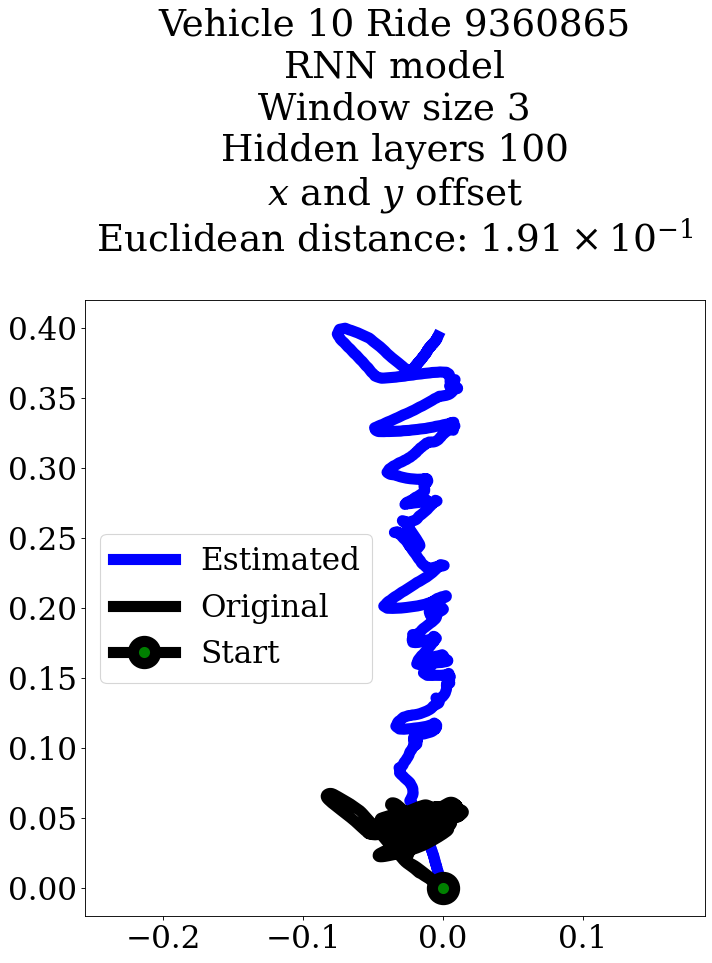 Vehicle 10 Ride 9360865
RNN model
Window size 3
Hidden layers 100
x and y offset
Euclidean distance: 1.91 × 10⁻¹
0.40
0.35
0.30
0.25
0.20
0.15
0.10
0.05
0.00
Estimated
Original
Start
−0.2 −0.1 0.0 0.1